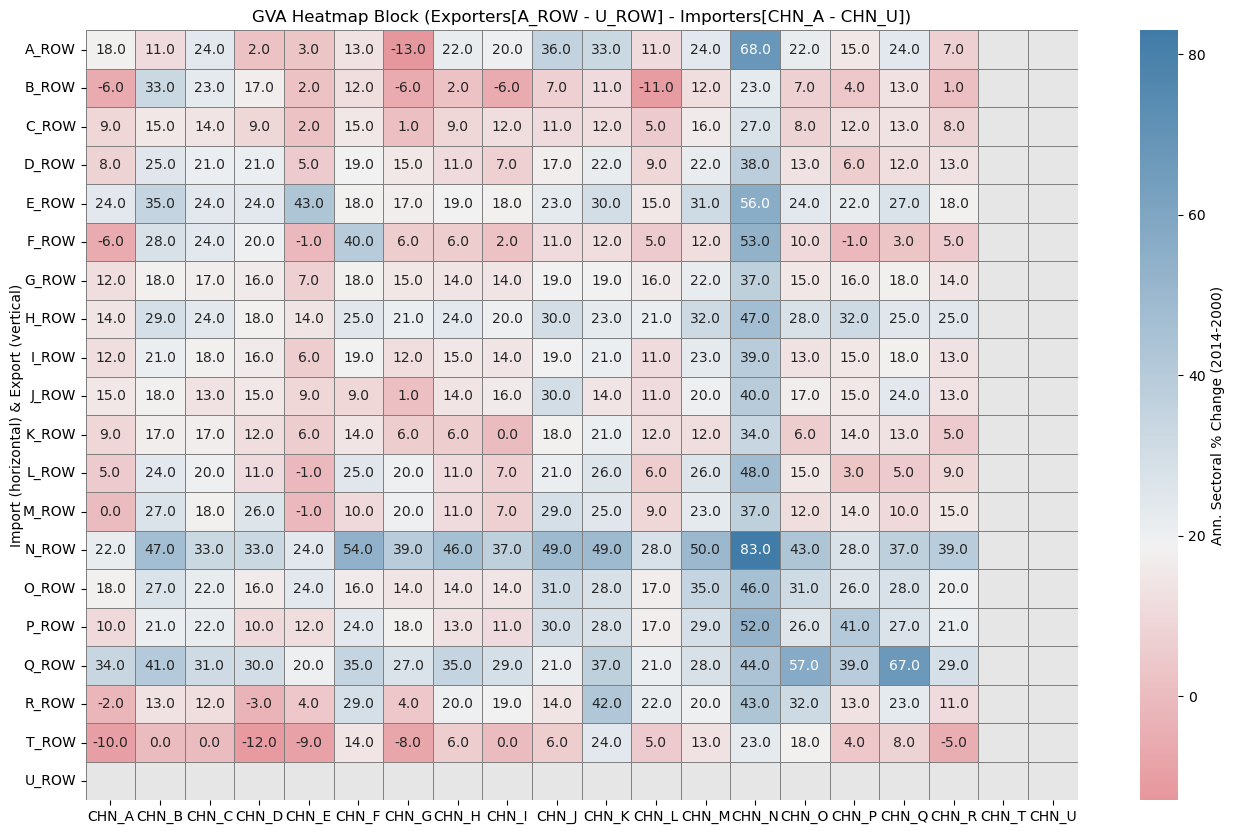 GVA Heatmap Block (Exporters[A_ROW - U_ROW] - Importers[CHN_A - CHN_U])
Import (horizontal) & Export (vertical)
A_ROW 18.0 11.0 24.0 2.0 3.0 13.0 -13.0 22.0 20.0 36.0 33.0 11.0 24.0 68.0 22.0 15.0 24.0 7.0
B_ROW -6.0 33.0 23.0 17.0 2.0 12.0 -6.0 2.0 -6.0 7.0 11.0 -11.0 12.0 23.0 7.0 4.0 13.0 1.0
C_ROW 9.0 15.0 14.0 9.0 2.0 15.0 1.0 9.0 12.0 11.0 12.0 5.0 16.0 27.0 8.0 12.0 13.0 8.0
D_ROW 8.0 25.0 21.0 21.0 5.0 19.0 15.0 11.0 7.0 17.0 22.0 9.0 22.0 38.0 13.0 6.0 12.0 13.0
E_ROW 24.0 35.0 24.0 24.0 43.0 18.0 17.0 19.0 18.0 23.0 30.0 15.0 31.0 56.0 24.0 22.0 27.0 18.0
F_ROW -6.0 28.0 24.0 20.0 -1.0 40.0 6.0 6.0 2.0 11.0 12.0 5.0 12.0 53.0 10.0 -1.0 3.0 5.0
G_ROW 12.0 18.0 17.0 16.0 7.0 18.0 15.0 14.0 14.0 19.0 19.0 16.0 22.0 37.0 15.0 16.0 18.0 14.0
H_ROW 14.0 29.0 24.0 18.0 14.0 25.0 21.0 24.0 20.0 30.0 23.0 21.0 32.0 47.0 28.0 32.0 25.0 25.0
I_ROW 12.0 21.0 18.0 16.0 6.0 19.0 12.0 15.0 14.0 19.0 21.0 11.0 23.0 39.0 13.0 15.0 18.0 13.0
J_ROW 15.0 18.0 13.0 15.0 9.0 9.0 1.0 14.0 16.0 30.0 14.0 11.0 20.0 40.0 17.0 15.0 24.0 13.0
K_ROW 9.0 17.0 17.0 12.0 6.0 14.0 6.0 6.0 0.0 18.0 21.0 12.0 12.0 34.0 6.0 14.0 13.0 5.0
L_ROW 5.0 24.0 20.0 11.0 -1.0 25.0 20.0 11.0 7.0 21.0 26.0 6.0 26.0 48.0 15.0 3.0 5.0 9.0
M_ROW 0.0 27.0 18.0 26.0 -1.0 10.0 20.0 11.0 7.0 29.0 25.0 9.0 23.0 37.0 12.0 14.0 10.0 15.0
N_ROW 22.0 47.0 33.0 33.0 24.0 54.0 39.0 46.0 37.0 49.0 49.0 28.0 50.0 83.0 43.0 28.0 37.0 39.0
O_ROW 18.0 27.0 22.0 16.0 24.0 16.0 14.0 14.0 14.0 31.0 28.0 17.0 35.0 46.0 31.0 26.0 28.0 20.0
P_ROW 10.0 21.0 22.0 10.0 12.0 24.0 18.0 13.0 11.0 30.0 28.0 17.0 29.0 52.0 26.0 41.0 27.0 21.0
Q_ROW 34.0 41.0 31.0 30.0 20.0 35.0 27.0 35.0 29.0 21.0 37.0 21.0 28.0 44.0 57.0 39.0 67.0 29.0
R_ROW -2.0 13.0 12.0 -3.0 4.0 29.0 4.0 20.0 19.0 14.0 42.0 22.0 20.0 43.0 32.0 13.0 23.0 11.0
T_ROW -10.0 0.0 0.0 -12.0 -9.0 14.0 -8.0 6.0 0.0 6.0 24.0 5.0 13.0 23.0 18.0 4.0 8.0 -5.0
U_ROW
CHN_A CHN_B CHN_C CHN_D CHN_E CHN_F CHN_G CHN_H CHN_I CHN_J CHN_K CHN_L CHN_M CHN_N CHN_O CHN_P CHN_Q CHN_R CHN_T CHN_U
80
60
40
20
0
Ann. Sectoral % Change (2014-2000)